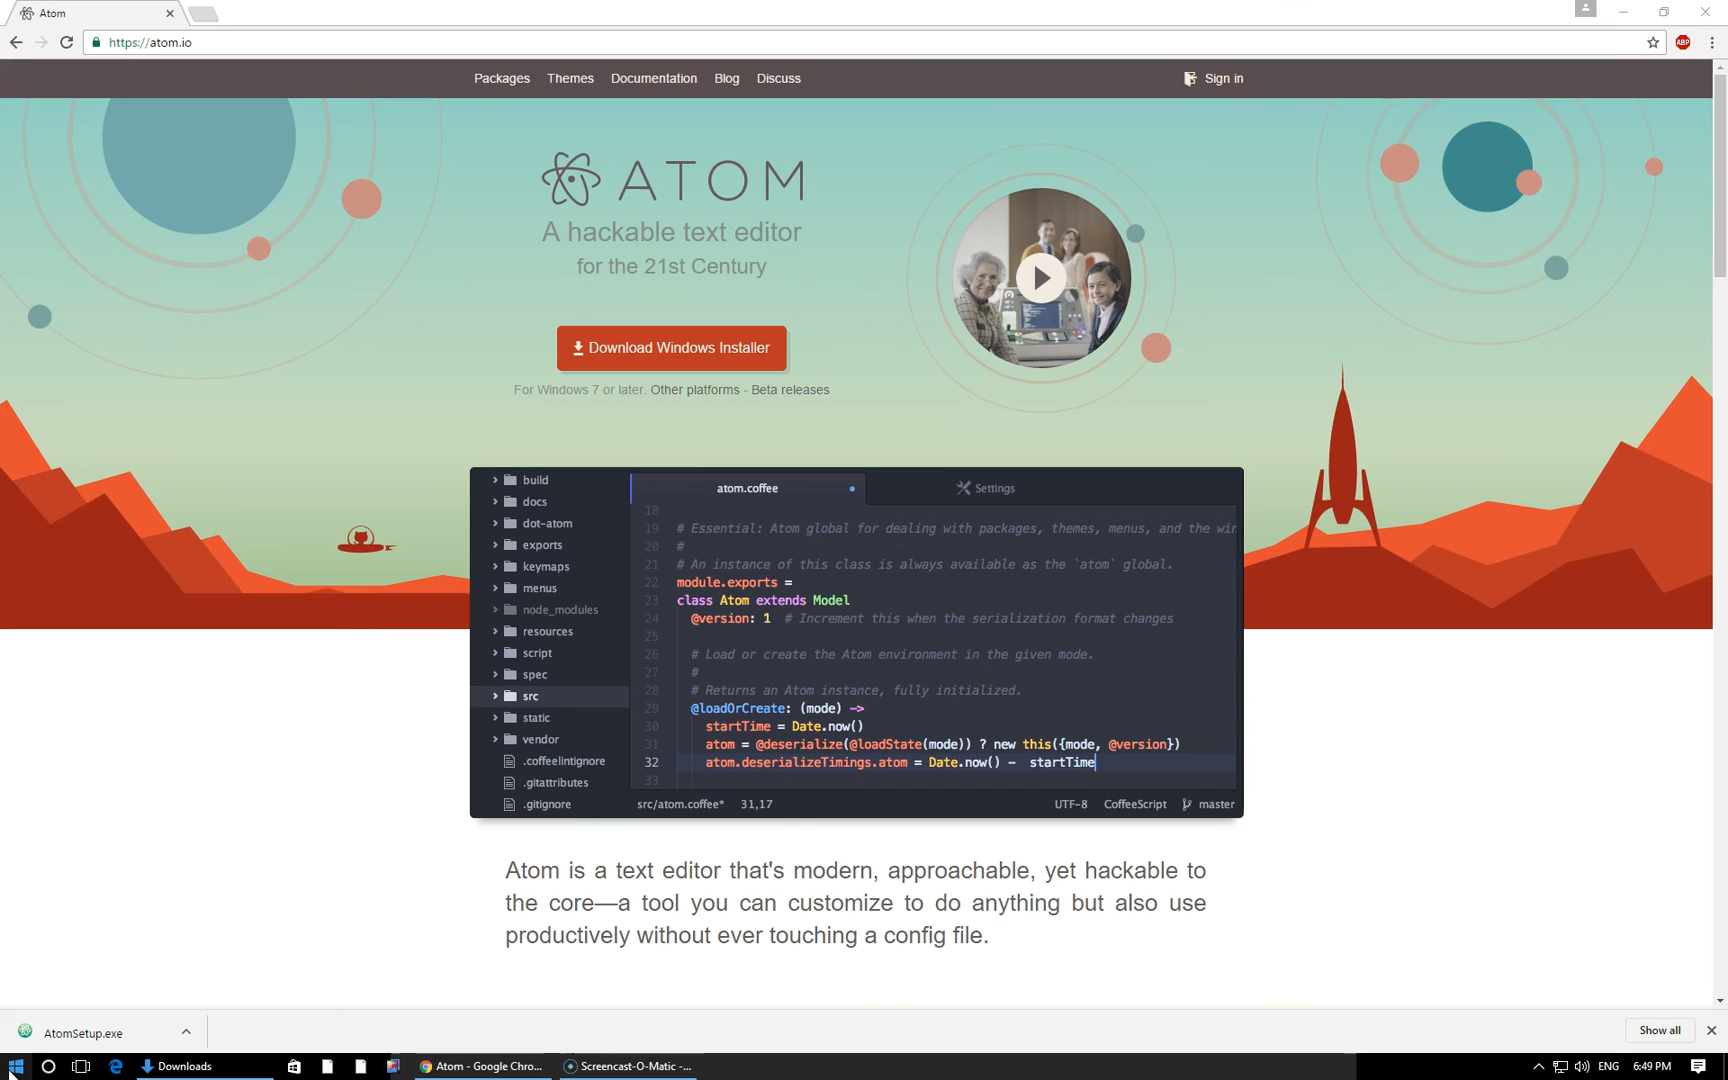 Atom
https://atom.io
ABP
Packages Themes Documentation Blog Discuss Sign in
ATOM
A hackable text editor
for the 21st Century
Download Windows Installer
For Windows 7 or later. Other platforms - Beta releases
build
docs
dot-atom
exports
keymaps
menus
node_modules
resources
script
spec
src
static
vendor
.coffeelintignore
.gitattributes
.gitignore
atom.coffee Settings
18
19 # Essential: Atom global for dealing with packages, themes, menus, and the win
20 #
21 # An instance of this class is always available as the `atom` global.
22 module.exports =
23 class Atom extends Model
24 @version: 1 # Increment this when the serialization format changes
25
26 # Load or create the Atom environment in the given mode.
27 #
28 # Returns an Atom instance, fully initialized.
29 @loadOrCreate: (mode) ->
30 startTime = Date.now()
31 atom = @deserialize(@loadState(mode)) ? new this({mode, @version})
32 atom.deserializeTimings.atom = Date.now() - startTime
33
src/atom.coffee* 31,17 UTF-8 CoffeeScript master
Atom is a text editor that's modern, approachable, yet hackable to
the core—a tool you can customize to do anything but also use
productively without ever touching a config file.
AtomSetup.exe Show all
Downloads Atom - Google Chro... Screencast-O-Matic -... ENG 6:49 PM